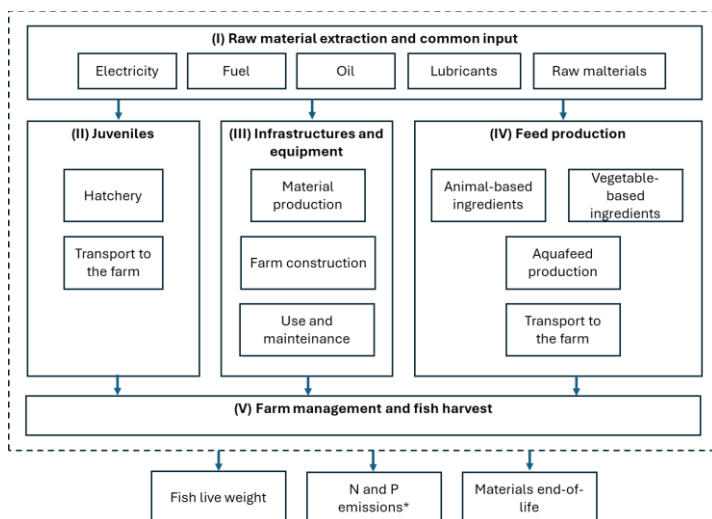 (I) Raw material extraction and common input
Electricity
Fuel
Oil
Lubricants
Raw malterials
(II) Juveniles
Hatchery
Transport to
the farm
(III) Infrastructures and
equipment
Material
production
Farm construction
Use and
mainteinance
(IV) Feed production
Animal-based
ingredients
Vegetable-
based
ingredients
Aquafeed
production
Transport to
the farm
(V) Farm management and fish harvest
Fish live weight
N and P
emissions*
Materials end-of-
life